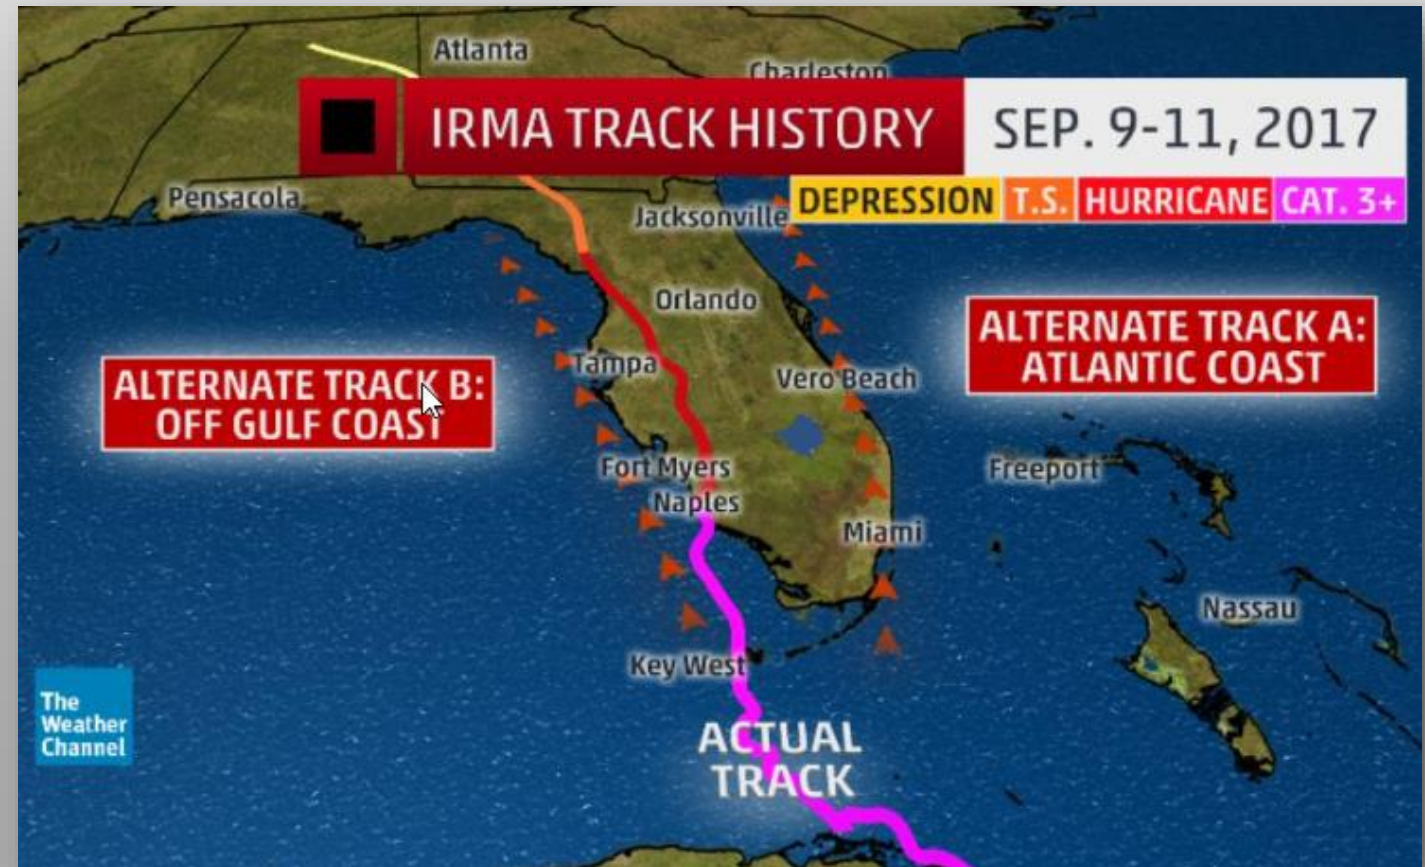 Atlanta
Charleston
IRMA TRACK HISTORY
SEP. 9-11, 2017
DEPRESSION T.S. HURRICANE CAT. 3+
Pensacola
Jacksonville
Orlando
ALTERNATE TRACK A:
ATLANTIC COAST
ALTERNATE TRACK B:
OFF GULF COAST
Tampa
Vero Beach
Fort Myers
Freeport
Naples
Miami
Nassau
Key West
The
Weather
Channel
ACTUAL
TRACK